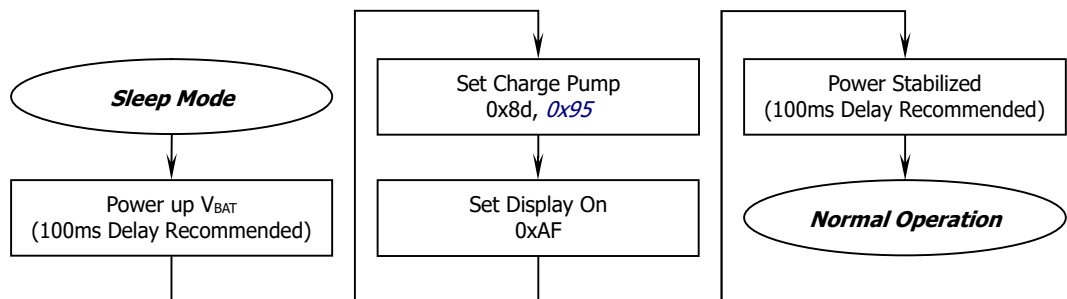 Sleep Mode
Power up VBAT
(100ms Delay Recommended)
Set Charge Pump
0x8d, 0x95
Set Display On
0xAF
Power Stabilized
(100ms Delay Recommended)
Normal Operation